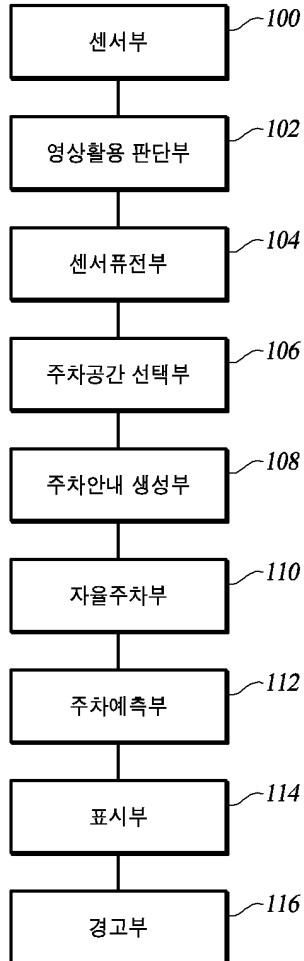 센서부
100
영상활용 판단부
102
센서퓨전부
104
주차공간 선택부
106
주차안내 생성부
108
자율주차부
110
주차예측부
112
표시부
114
경고부
116